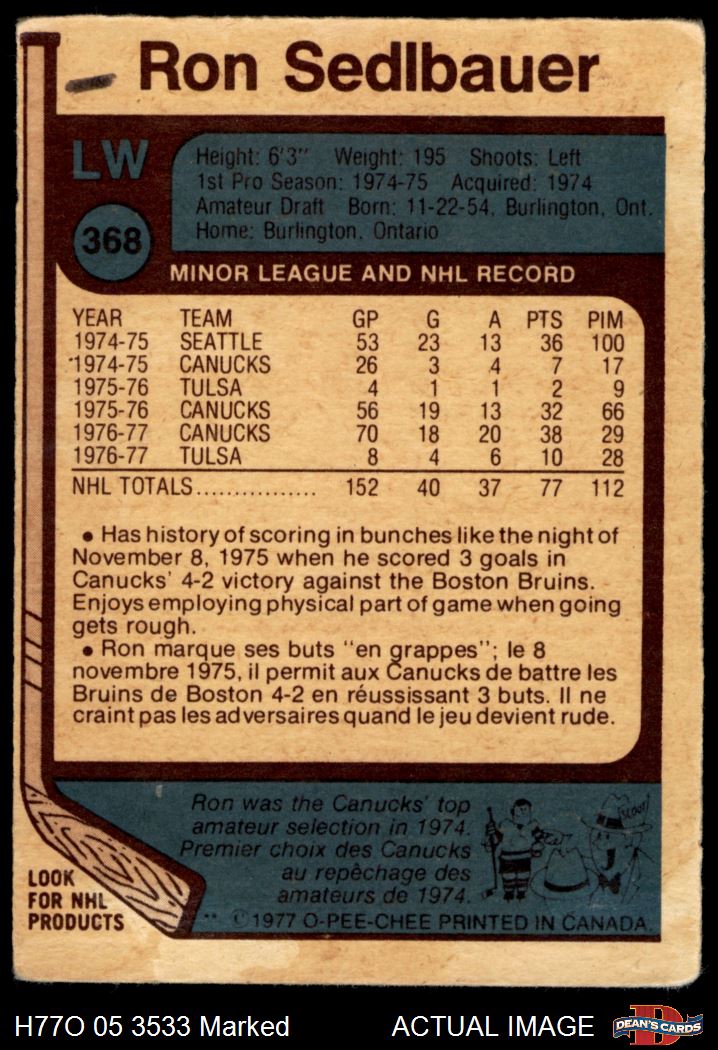 Ron Sedlbauer
LW
368
Height: 6'3" Weight: 195 Shoots: Left
1st Pro Season: 1974-75 Acquired: 1974
Amateur Draft Born: 11-22-54, Burlington, Ont.
Home: Burlington, Ontario
MINOR LEAGUE AND NHL RECORD
YEAR TEAM GP G A PTS PIM
1974-75 SEATTLE 53 23 13 36 100
1974-75 CANUCKS 26 3 4 7 17
1975-76 TULSA 4 1 1 2 9
1975-76 CANUCKS 56 19 13 32 66
1976-77 CANUCKS 70 18 20 38 29
1976-77 TULSA 8 4 6 10 28
NHL TOTALS................ 152 40 37 77 112
• Has history of scoring in bunches like the night of
November 8, 1975 when he scored 3 goals in
Canucks' 4-2 victory against the Boston Bruins.
Enjoys employing physical part of game when going
gets rough.
• Ron marque ses buts "en grappes"; le 8
novembre 1975, il permit aux Canucks de battre les
Bruins de Boston 4-2 en réussissant 3 buts. Il ne
craint pas les adversaires quand le jeu devient rude.
Ron was the Canucks' top
amateur selection in 1974.
Premier choix des Canucks
au repêchage des
amateurs de 1974.
SCOUT
LOOK
FOR NHL
PRODUCTS
** © 1977 O-PEE-CHEE PRINTED IN CANADA.
H77O 05 3533 Marked
ACTUAL IMAGE
DEAN'S CARDS